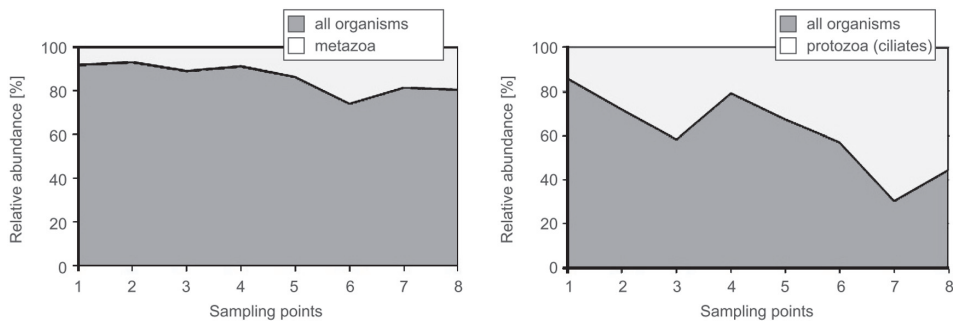 all organisms
metazoa
Relative abundance [%]
100
80
60
40
20
0
1 2 3 4 5 6 7 8
Sampling points
all organisms
protozoa (ciliates)
Relative abundance [%]
100
80
60
40
20
0
1 2 3 4 5 6 7 8
Sampling points